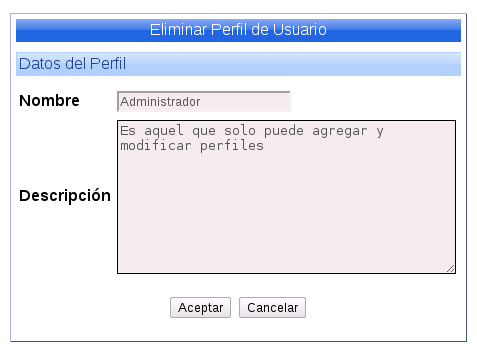 Eliminar Perfil de Usuario
Datos del Perfil
Nombre
Administrador
Es aquel que solo puede agregar y
modificar perfiles
Descripción
Aceptar
Cancelar